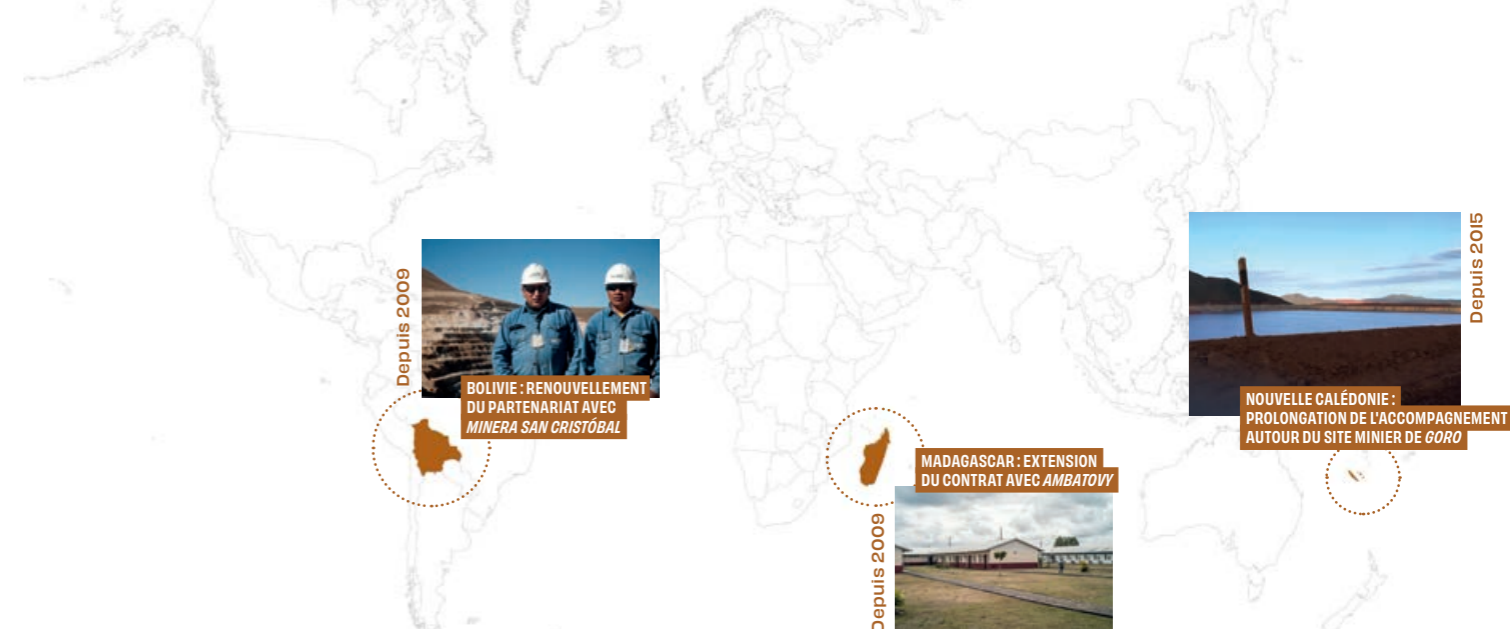 Depuis 2009
BOLIVIE : RENOUVELLEMENT
DU PARTENARIAT AVEC
MINERA SAN CRISTÓBAL
Depuis 2009
MADAGASCAR : EXTENSION
DU CONTRAT AVEC AMBATOVY
Depuis 2015
NOUVELLE CALÉDONIE :
PROLONGATION DE L'ACCOMPAGNEMENT
AUTOUR DU SITE MINIER DE GORO